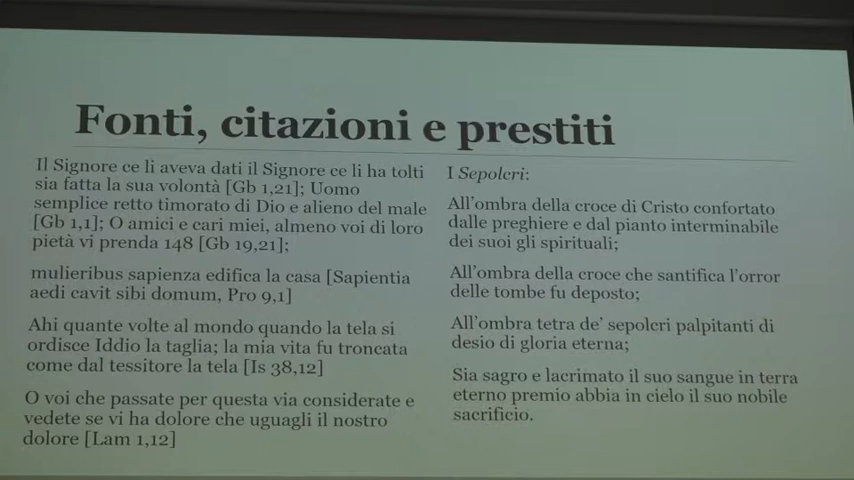 Fonti, citazioni e prestiti
Il Signore ce li aveva dati il Signore ce li ha tolti
sia fatta la sua volontà [Gb 1,21]; Uomo
semplice retto timorato di Dio e alieno del male
[Gb 1,1]; O amici e cari miei, almeno voi di loro
pietà vi prenda 148 [Gb 19,21];
mulieribus sapienza edifica la casa [Sapientia
aedi cavit sibi domum, Pro 9,1]
Ahi quante volte al mondo quando la tela si
ordisce Iddio la taglia; la mia vita fu troncata
come dal tessitore la tela [Is 38,12]
O voi che passate per questa via considerate e
vedete se vi ha dolore che uguagli il nostro
dolore [Lam 1,12]
I Sepolcri:
All'ombra della croce di Cristo confortato
dalle preghiere e dal pianto interminabile
dei suoi gli spirituali;
All'ombra della croce che santifica l'orror
delle tombe fu deposto;
All'ombra tetra de' sepolcri palpitanti di
desio di gloria eterna;
Sia sagro e lacrimato il suo sangue in terra
eterno premio abbia in cielo il suo nobile
sacrificio.